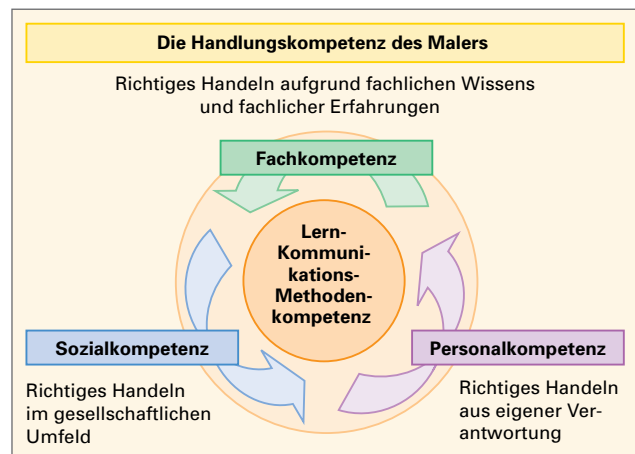 Die Handlungskompetenz des Malers
Richtiges Handeln aufgrund fachlichen Wissens
und fachlicher Erfahrungen
Fachkompetenz
Lern-
Kommuni-
kations-
Methoden-
kompetenz
Sozialkompetenz
Richtiges Handeln
im gesellschaftlichen
Umfeld
Personalkompetenz
Richtiges Handeln
aus eigener Ver-
antwortung